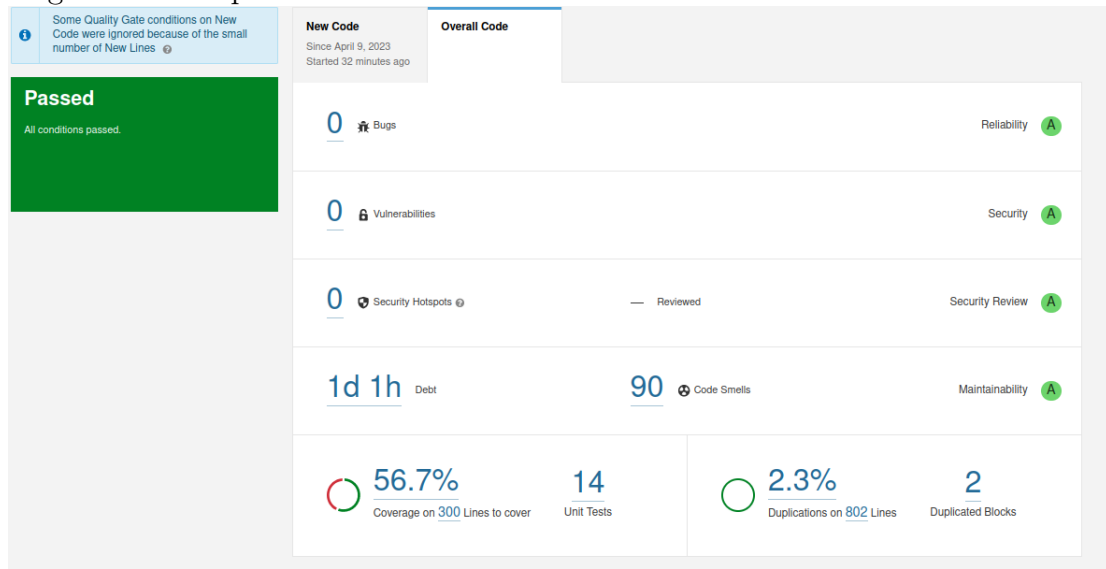 Some Quality Gate conditions on New
Code were ignored because of the small
number of New Lines
Passed
All conditions passed.
New Code
Since April 9, 2023
Started 32 minutes ago
Overall Code
0 Bugs
Reliability A
0 Vulnerabilities
Security A
0 Security Hotspots
— Reviewed
Security Review A
1d 1h Debt
90 Code Smells
Maintainability A
56.7%
Coverage on 300 Lines to cover
14
Unit Tests
2.3%
Duplications on 802 Lines
2
Duplicated Blocks